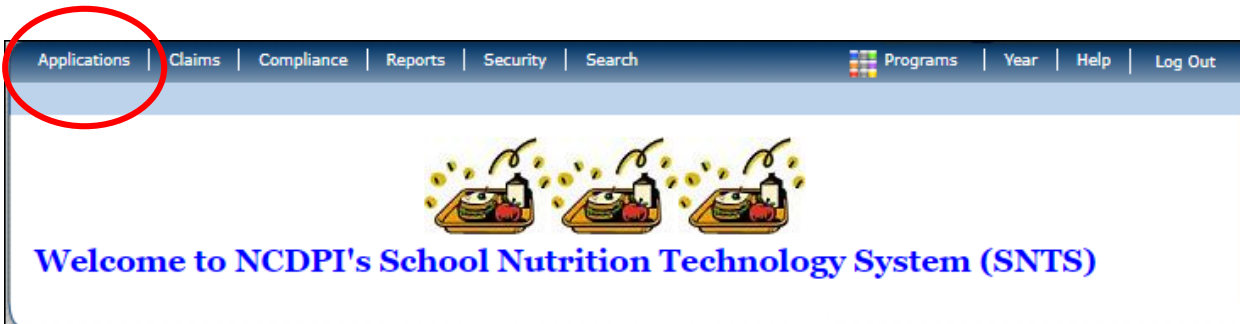 Applications | Claims | Compliance | Reports | Security | Search Programs | Year | Help | Log Out
Welcome to NCDPI's School Nutrition Technology System (SNTS)